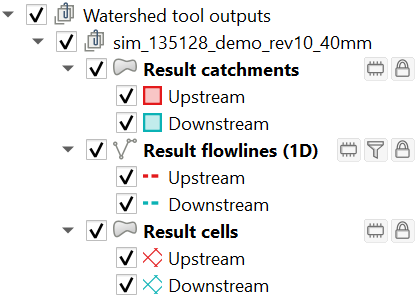 Watershed tool outputs
sim_135128_demo_rev10_40mm
Result catchments
Upstream
Downstream
Result flowlines (1D)
Upstream
Downstream
Result cells
Upstream
Downstream